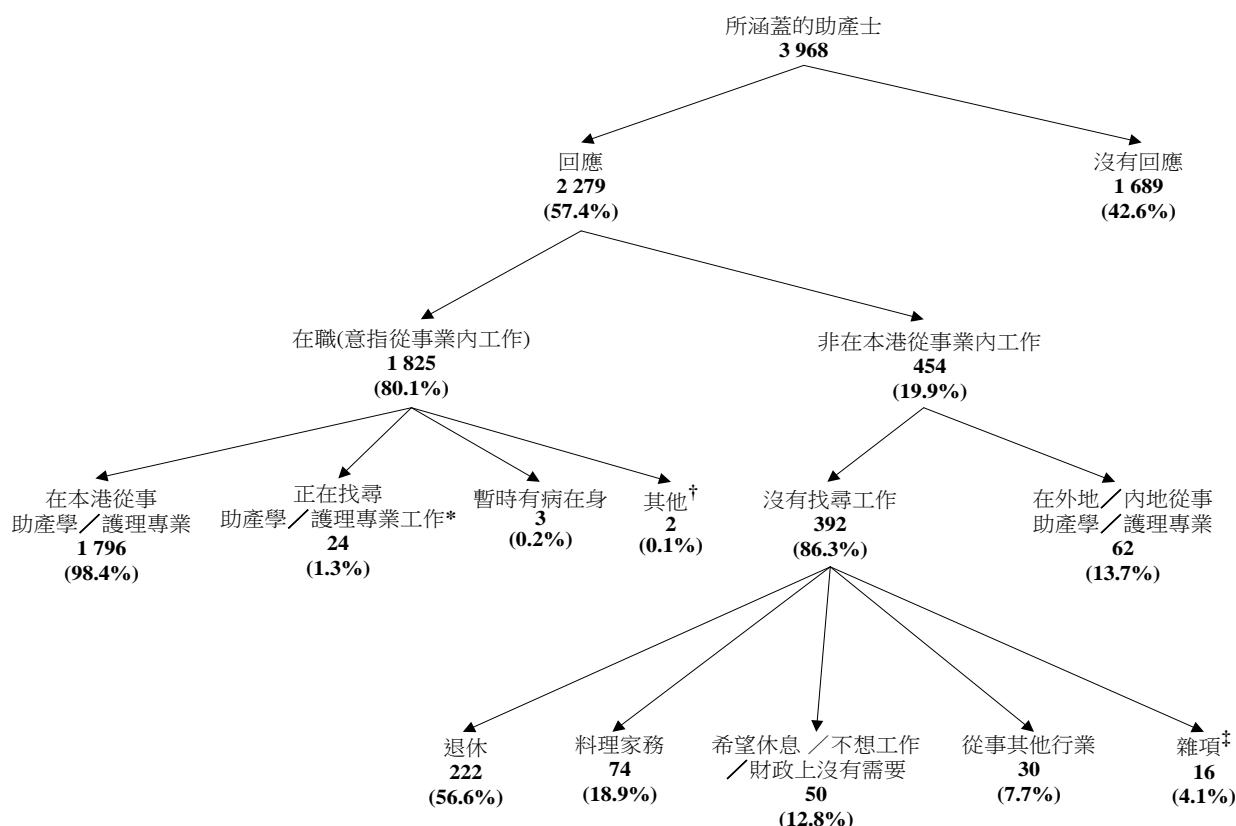 所涵蓋的助產士
3 968
回應
2 279
(57.4%)
沒有回應
1 689
(42.6%)
在職(意指從事業內工作)
1 825
(80.1%)
非在本港從事業內工作
454
(19.9%)
在本港從事
助產學／護理專業
1 796
(98.4%)
正在找尋
助產學／護理專業工作*
24
(1.3%)
暫時有病在身
3
(0.2%)
其他†
2
(0.1%)
沒有找尋工作
392
(86.3%)
在外地／內地從事
助產學／護理專業
62
(13.7%)
退休
222
(56.6%)
料理家務
74
(18.9%)
希望休息 ／不想工作
／財政上沒有需要
50
(12.8%)
從事其他行業
30
(7.7%)
雜項‡
16
(4.1%)